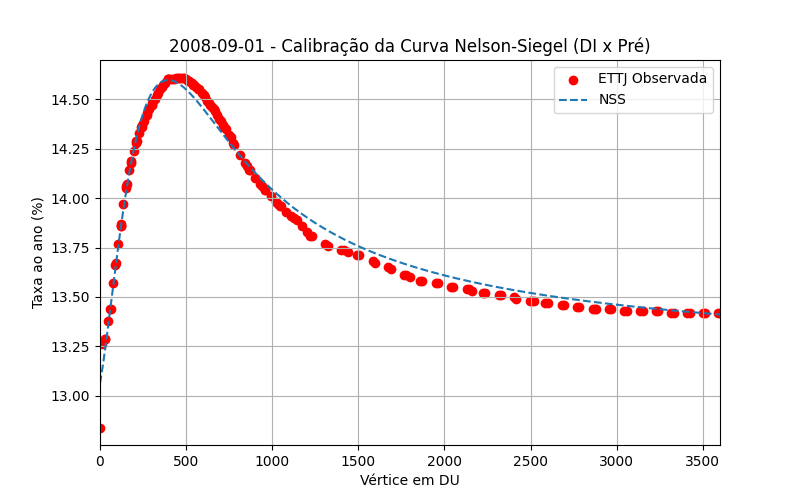 2008-09-01 - Calibração da Curva Nelson-Siegel (DI x Pré)
ETTJ Observada
NSS
Taxa ao ano (%)
14.50
14.25
14.00
13.75
13.50
13.25
13.00
0 500 1000 1500 2000 2500 3000 3500
Vértice em DU